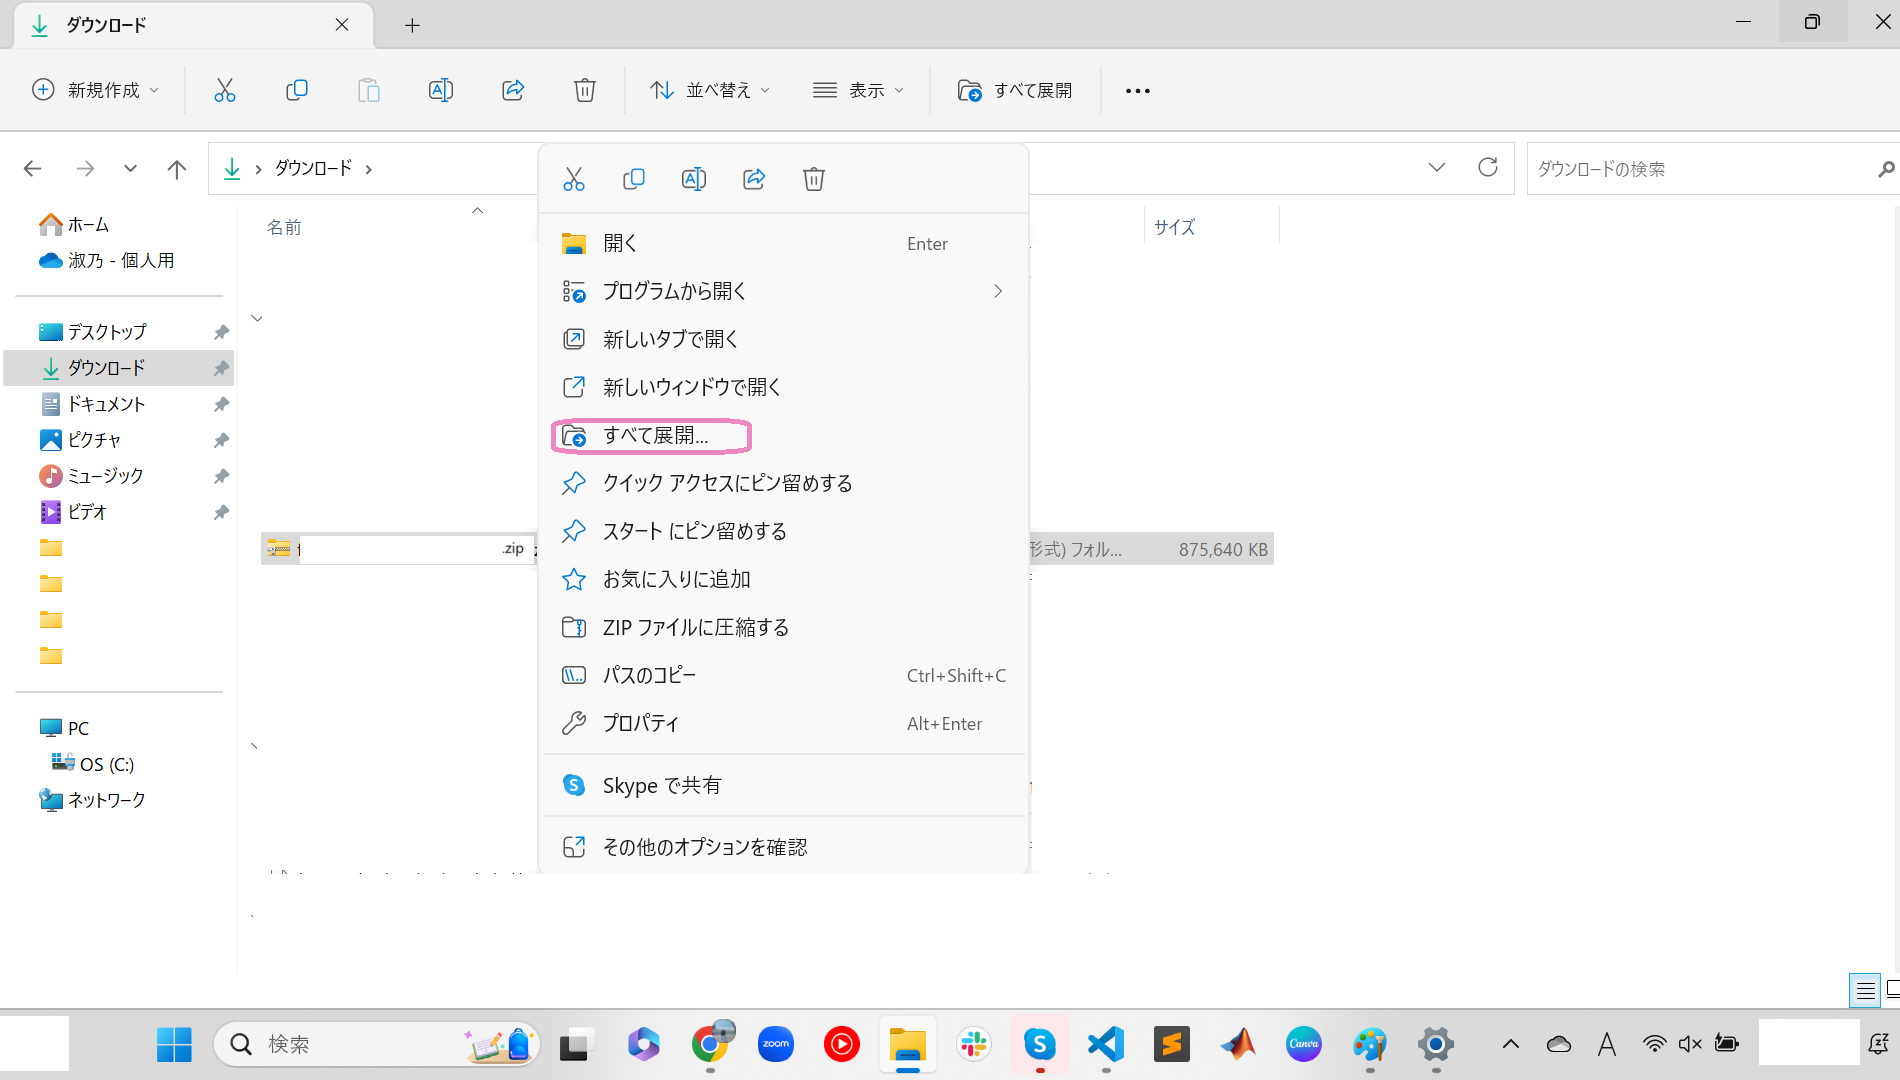 ダウンロード
新規作成
並べ替え
表示
すべて展開
ダウンロード
ダウンロードの検索
ホーム
淑乃 - 個人用
デスクトップ
ダウンロード
ドキュメント
ピクチャ
ミュージック
ビデオ
PC
OS (C:)
ネットワーク
名前
サイズ
.zip
形式) フォル...
875,640 KB
開く
Enter
プログラムから開く
新しいタブで開く
新しいウィンドウで開く
すべて展開...
クイック アクセスにピン留めする
スタート にピン留めする
お気に入りに追加
ZIP ファイルに圧縮する
パスのコピー
Ctrl+Shift+C
プロパティ
Alt+Enter
Skype で共有
その他のオプションを確認
検索
zoom
Canva
A